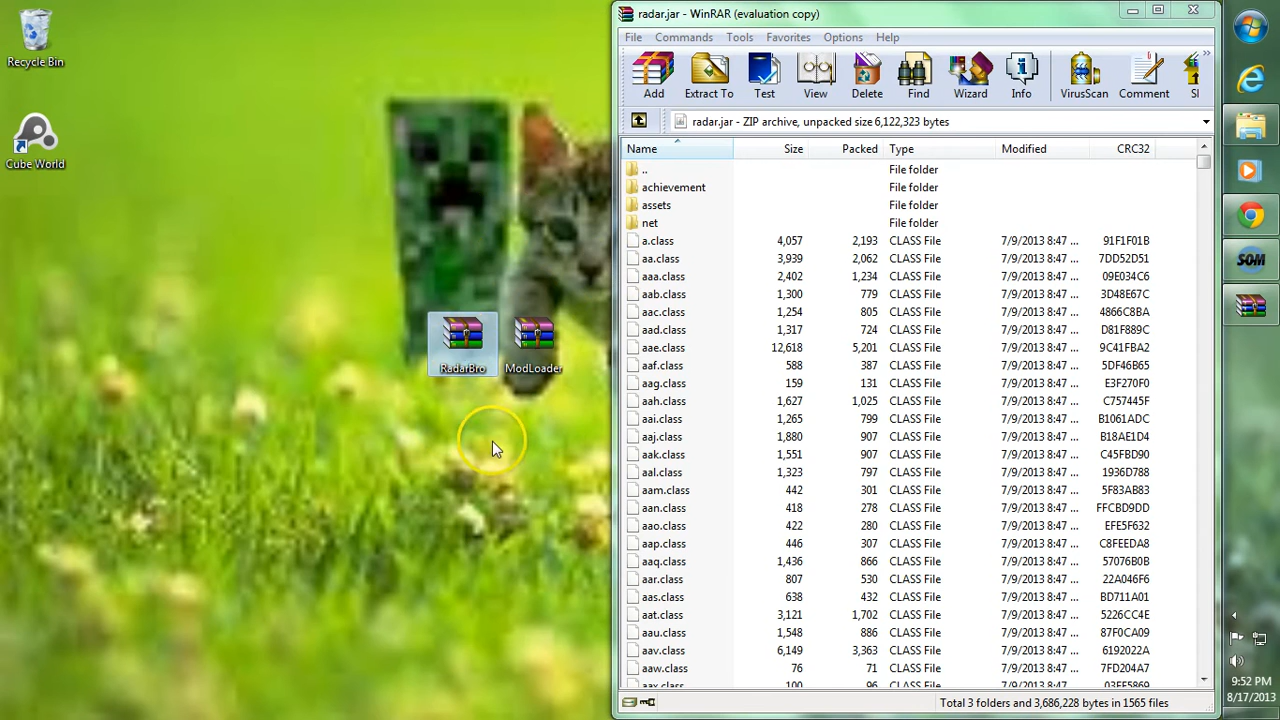 Recycle Bin
Cube World
RadarBro
ModLoader
radar.jar - WinRAR (evaluation copy)
File Commands Tools Favorites Options Help
Add Extract To Test View Delete Find Wizard Info VirusScan Comment
radar.jar - ZIP archive, unpacked size 6,122,323 bytes
Name Size Packed Type Modified CRC32
.. File folder
achievement File folder
assets File folder
net File folder
a.class 4,057 2,193 CLASS File 7/9/2013 8:47 ... 91F1F01B
aa.class 3,939 2,062 CLASS File 7/9/2013 8:47 ... 7DD52D51
aaa.class 2,402 1,234 CLASS File 7/9/2013 8:47 ... 09E034C6
aab.class 1,300 779 CLASS File 7/9/2013 8:47 ... 3D48E67C
aac.class 1,254 805 CLASS File 7/9/2013 8:47 ... 4866C8BA
aad.class 1,317 724 CLASS File 7/9/2013 8:47 ... D81F889C
aae.class 12,618 5,201 CLASS File 7/9/2013 8:47 ... 9C41FBA2
aaf.class 588 387 CLASS File 7/9/2013 8:47 ... 5DF46B65
aag.class 159 131 CLASS File 7/9/2013 8:47 ... E3F270F0
aah.class 1,627 1,025 CLASS File 7/9/2013 8:47 ... C757445F
aai.class 1,265 799 CLASS File 7/9/2013 8:47 ... B1061ADC
aaj.class 1,880 907 CLASS File 7/9/2013 8:47 ... B18AE1D4
aak.class 1,551 907 CLASS File 7/9/2013 8:47 ... C45FBD90
aal.class 1,323 797 CLASS File 7/9/2013 8:47 ... 1936D788
aam.class 442 301 CLASS File 7/9/2013 8:47 ... 5F83AB83
aan.class 418 278 CLASS File 7/9/2013 8:47 ... FFCBD9DD
aao.class 422 280 CLASS File 7/9/2013 8:47 ... EFE5F632
aap.class 446 307 CLASS File 7/9/2013 8:47 ... C8FEEDA8
aaq.class 1,436 866 CLASS File 7/9/2013 8:47 ... 57076B0B
aar.class 807 530 CLASS File 7/9/2013 8:47 ... 22A046F6
aas.class 638 432 CLASS File 7/9/2013 8:47 ... BD711A01
aat.class 3,121 1,702 CLASS File 7/9/2013 8:47 ... 5226CC4E
aau.class 1,548 886 CLASS File 7/9/2013 8:47 ... 87F0CA09
aav.class 6,149 3,363 CLASS File 7/9/2013 8:47 ... 6192022A
aaw.class 76 71 CLASS File 7/9/2013 8:47 ... 7FD204A7
aax.class 100 96 CLASS File 7/9/2013 8:47 ...
Total 3 folders and 3,686,228 bytes in 1565 files
SOM
9:52 PM
8/17/2013